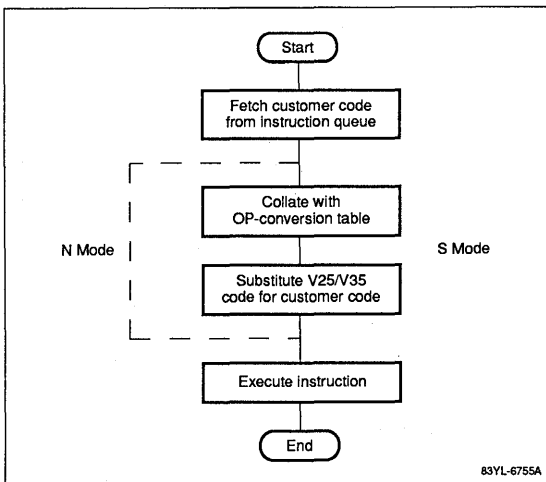 Start
Fetch customer code
from instruction queue
Collate with
OP-conversion table
N Mode
S Mode
Substitute V25/V35
code for customer code
Execute instruction
End
83YL-6755A